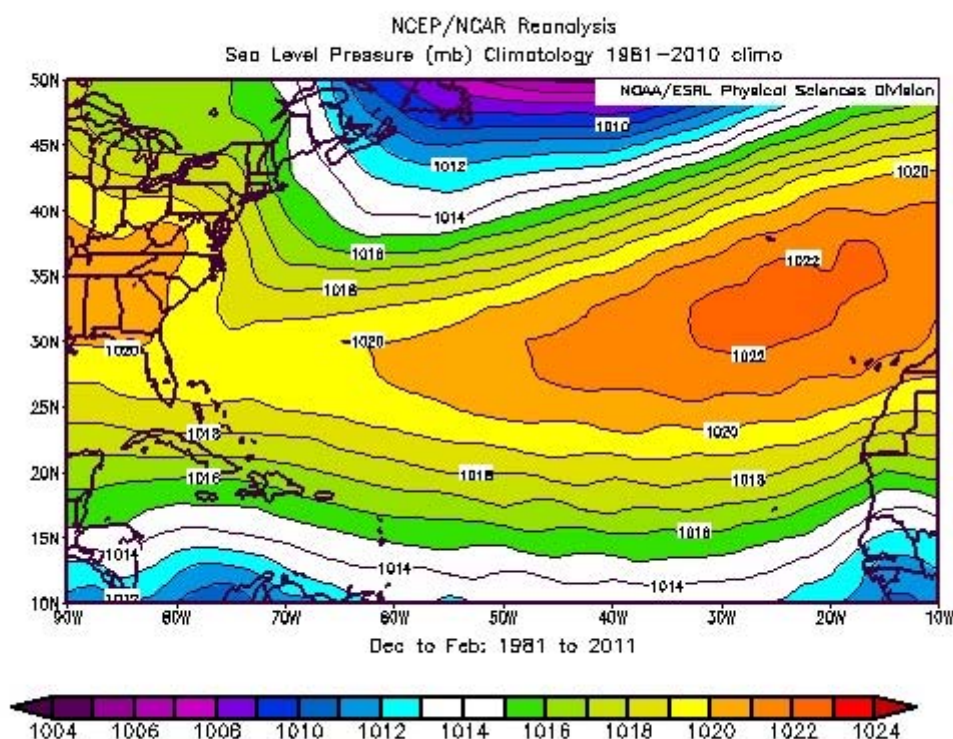 NCEP/NCAR Reanalysis
Sea Level Pressure (mb) Climatology 1981-2010 climo
NOAA/ESRL Physical Sciences Division
50N
45N
40N
35N
30N
25N
20N
15N
10N
1010
1012
1014
1016
1018
1020
1020
1022
1022
1020
1020
1020
1018
1018
1018
1016
1016
1014
1014
1014
1012
90W 80W 70W 60W 50W 40W 30W 20W 10W
Dec to Feb: 1981 to 2011
1004 1006 1008 1010 1012 1014 1016 1018 1020 1022 1024